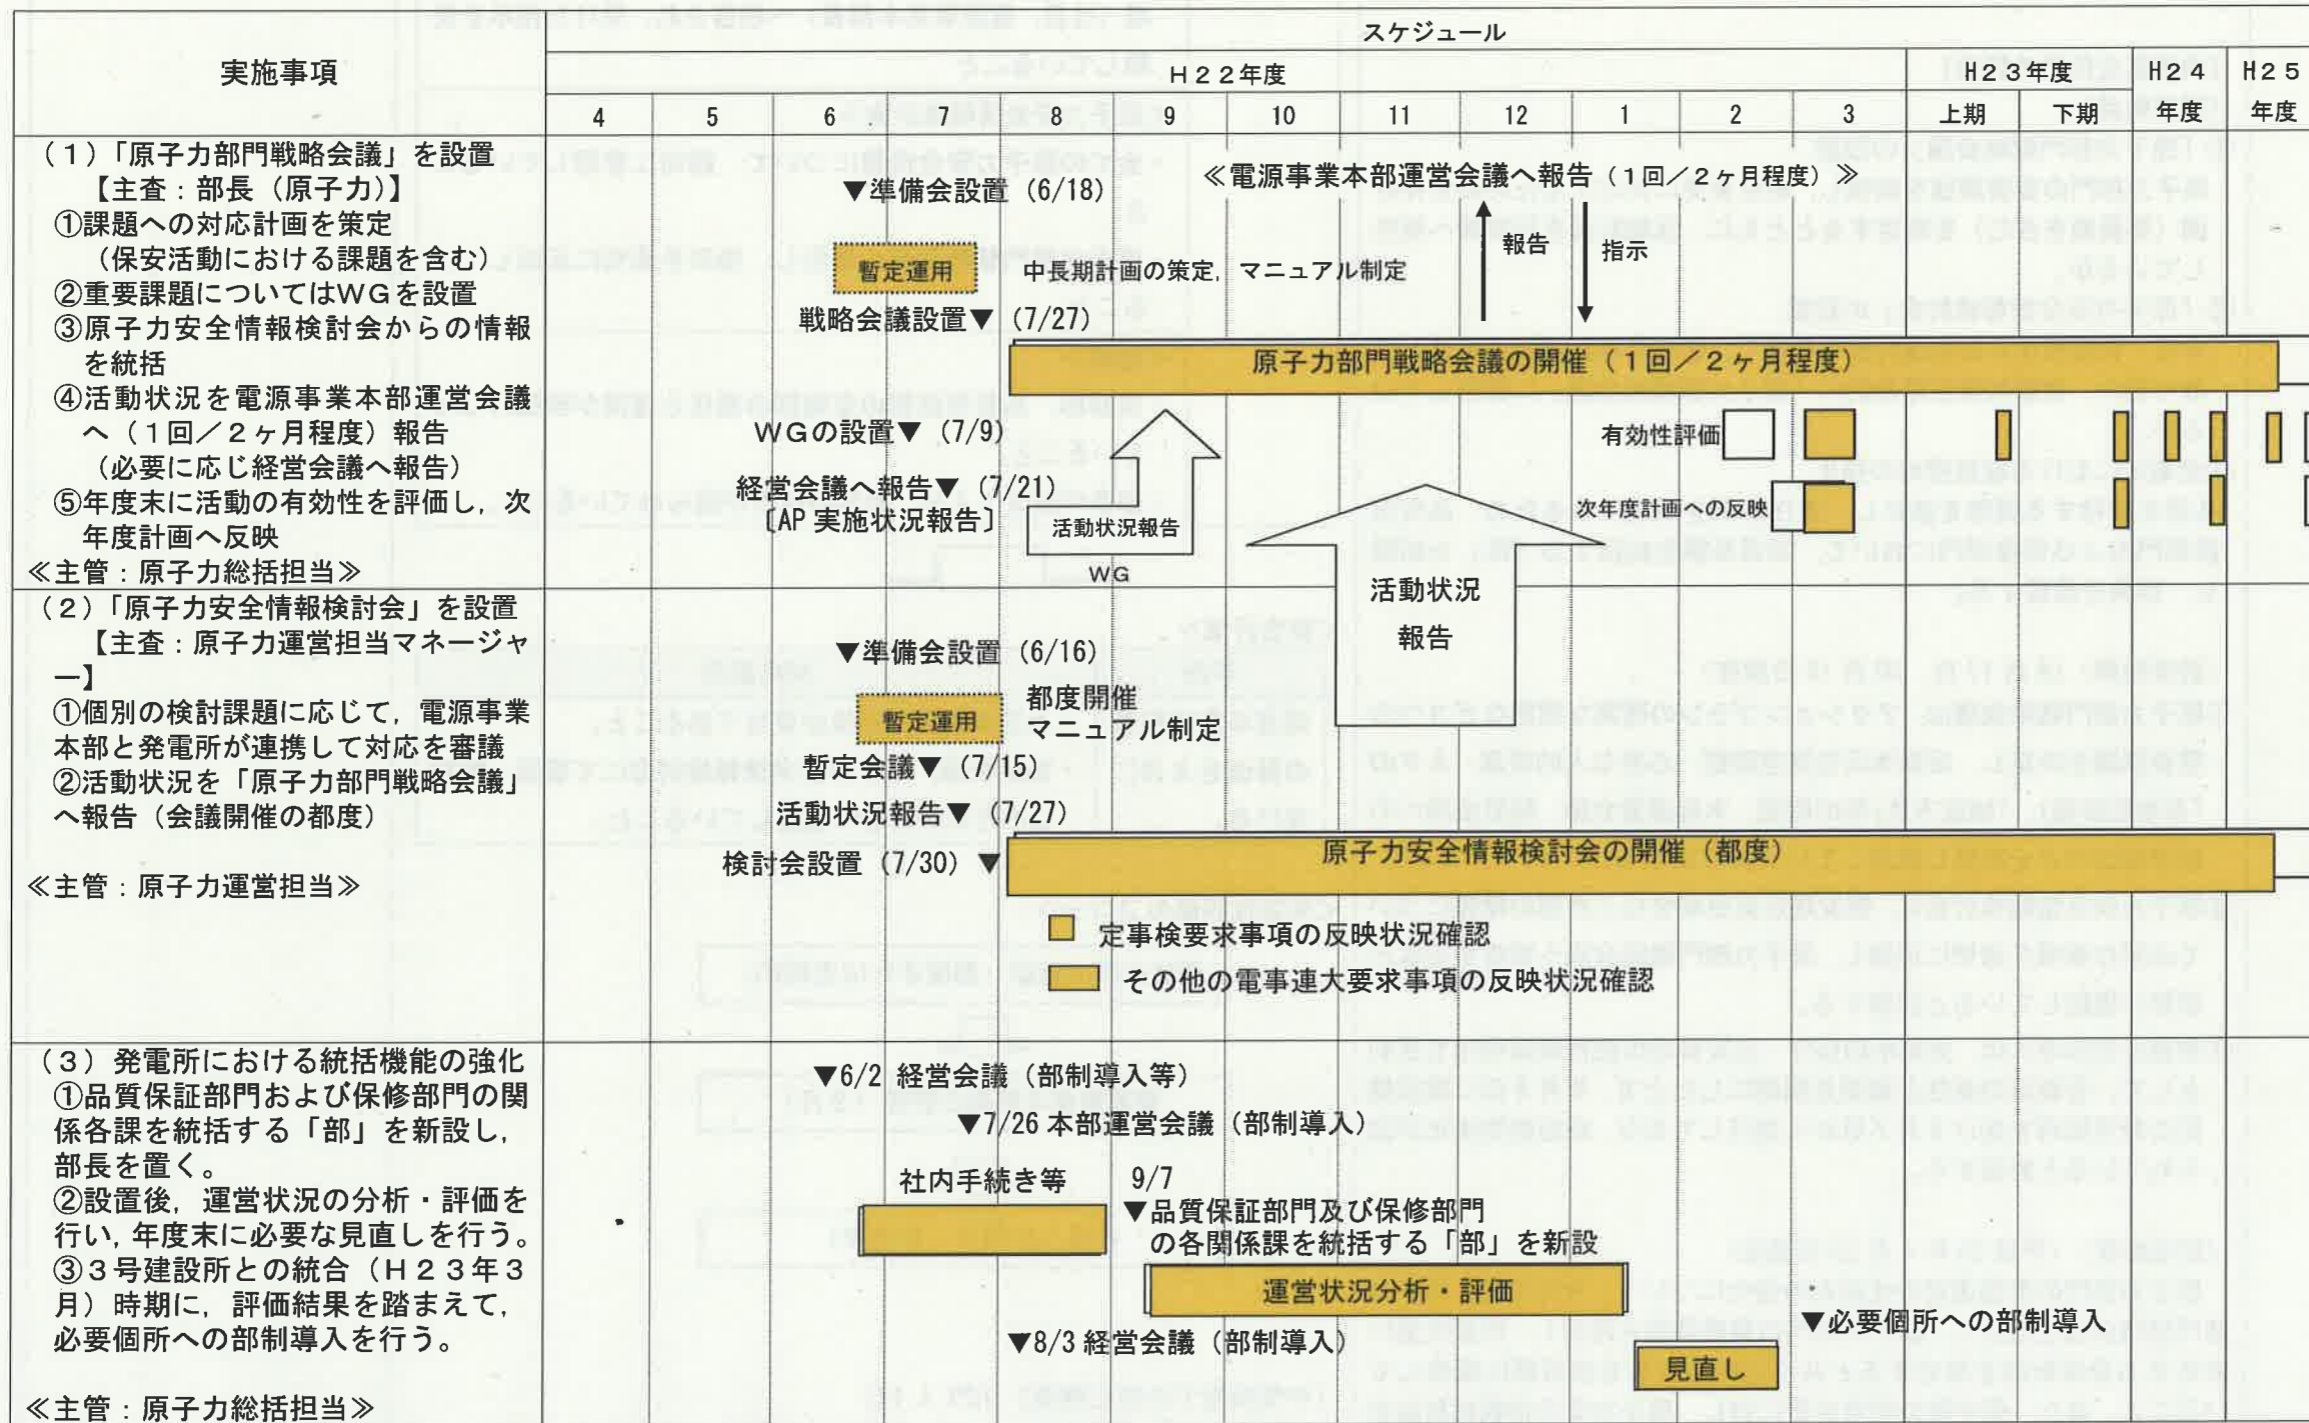 実施事項
スケジュール
H22年度
H23年度
H24年度
H25年度
4 5 6 7 8 9 10 11 12 1 2 3 上期 下期
(1)「原子力部門戦略会議」を設置
【主査:部長(原子力)】
①課題への対応計画を策定
(保安活動における課題を含む)
②重要課題についてはWGを設置
③原子力安全情報検討会からの情報
を統括
④活動状況を電源事業本部運営会議
へ(1回/2ヶ月程度)報告
(必要に応じ経営会議へ報告)
⑤年度末に活動の有効性を評価し,次
年度計画へ反映
≪主管:原子力総括担当≫
▼準備会設置(6/18)
≪電源事業本部運営会議へ報告(1回/2ヶ月程度)≫
報告
指示
暫定運用
中長期計画の策定,マニュアル制定
戦略会議設置▼(7/27)
原子力部門戦略会議の開催(1回/2ヶ月程度)
WGの設置▼(7/9)
有効性評価
経営会議へ報告▼(7/21)
〔AP実施状況報告〕
活動状況報告
次年度計画への反映
WG
(2)「原子力安全情報検討会」を設置
【主査:原子力運営担当マネージャ
ー】
①個別の検討課題に応じて,電源事業
本部と発電所が連携して対応を審議
②活動状況を「原子力部門戦略会議」
へ報告(会議開催の都度)
≪主管:原子力運営担当≫
活動状況
報告
▼準備会設置(6/16)
暫定運用
都度開催
マニュアル制定
暫定会議▼(7/15)
活動状況報告▼(7/27)
検討会設置(7/30)▼
原子力安全情報検討会の開催(都度)
定事検要求事項の反映状況確認
その他の電事連大要求事項の反映状況確認
(3)発電所における統括機能の強化
①品質保証部門および保修部門の関
係各課を統括する「部」を新設し,
部長を置く。
②設置後,運営状況の分析・評価を
行い,年度末に必要な見直しを行う。
③3号建設所との統合(H23年3
月)時期に,評価結果を踏まえて,
必要個所への部制導入を行う。
≪主管:原子力総括担当≫
▼6/2 経営会議(部制導入等)
▼7/26 本部運営会議(部制導入)
社内手続き等
9/7
▼品質保証部門及び保修部門
の各関係課を統括する「部」を新設
運営状況分析・評価
▼8/3 経営会議(部制導入)
▼必要個所への部制導入
見直し